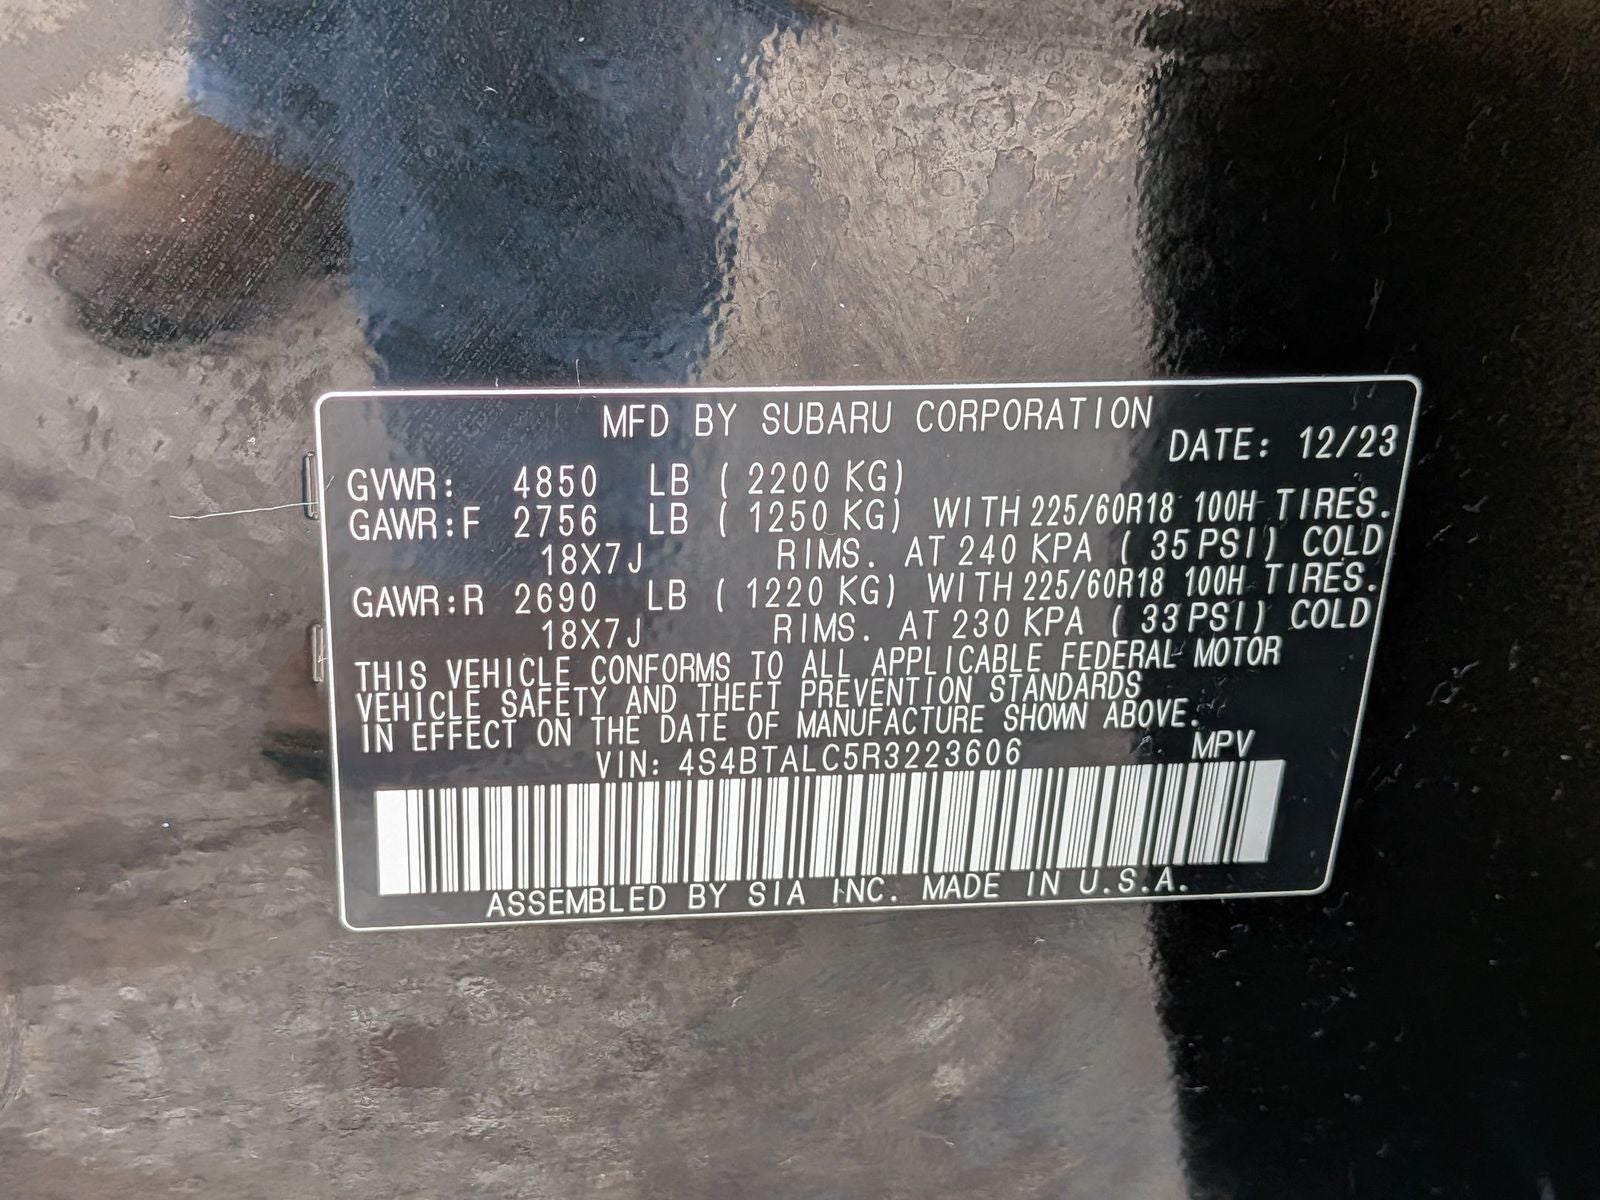 MFD BY SUBARU CORPORATION
DATE: 12/23
GVWR: 4850 LB ( 2200 KG)
GAWR:F 2756 LB ( 1250 KG) WITH 225/60R18 100H TIRES.
18X7J RIMS. AT 240 KPA ( 35 PSI) COLD
GAWR:R 2690 LB ( 1220 KG) WITH 225/60R18 100H TIRES.
18X7J RIMS. AT 230 KPA ( 33 PSI) COLD
THIS VEHICLE CONFORMS TO ALL APPLICABLE FEDERAL MOTOR
VEHICLE SAFETY AND THEFT PREVENTION STANDARDS
IN EFFECT ON THE DATE OF MANUFACTURE SHOWN ABOVE.
VIN: 4S4BTALC5R3223606 MPV
ASSEMBLED BY SIA INC. MADE IN U.S.A.